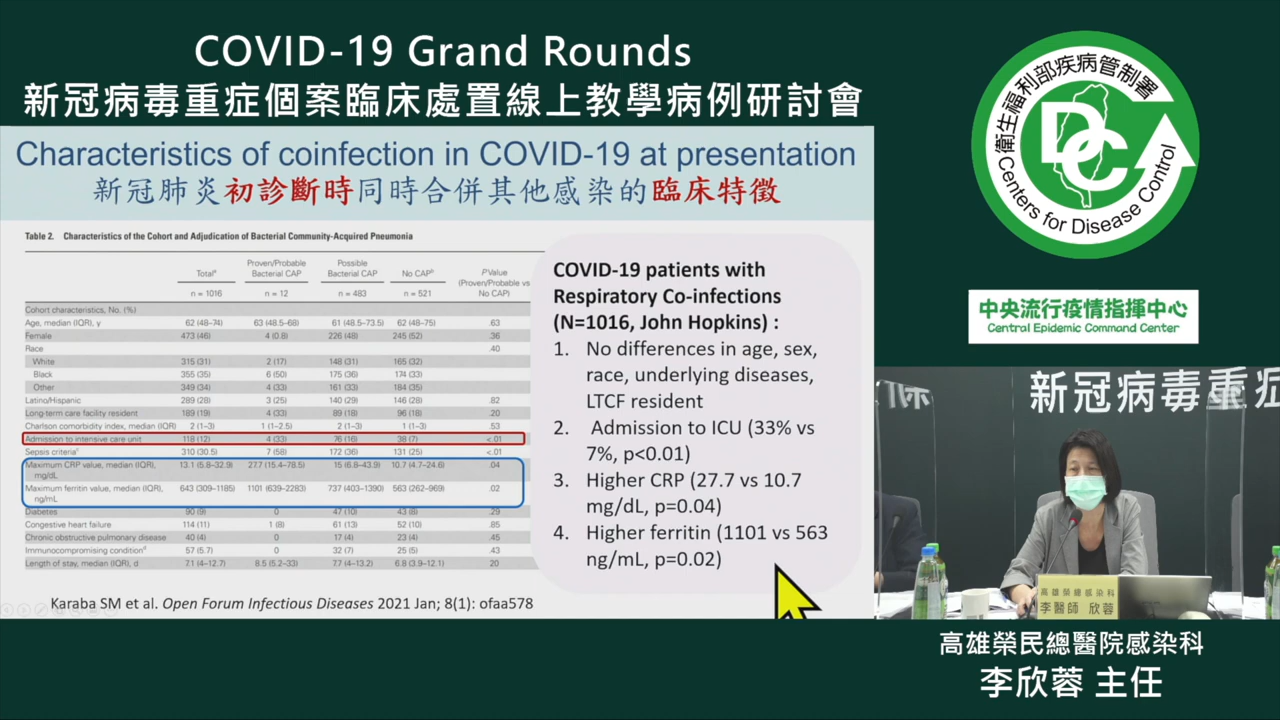 COVID-19 Grand Rounds
新冠病毒重症個案臨床處置線上教學病例研討會
Characteristics of coinfection in COVID-19 at presentation
新冠肺炎初診斷時同時合併其他感染的臨床特徵
Table 2. Characteristics of the Cohort and Adjudication of Bacterial Community-Acquired Pneumonia
Totalª Proven/Probable Bacterial CAP Possible Bacterial CAP No CAPᵇ P Value (Proven/Probable vs No CAP)
n = 1016 n = 12 n = 483 n = 521
Cohort characteristics, No. (%)
Age, median (IQR), y 62 (48–74) 63 (48.5–68) 61 (48.5–73.5) 62 (48–75) .63
Female 473 (46) 4 (0.8) 226 (48) 245 (52) .36
Race .40
White 315 (31) 2 (17) 148 (31) 165 (32)
Black 355 (35) 6 (50) 175 (36) 174 (33)
Other 349 (34) 4 (33) 161 (33) 184 (35)
Latino/Hispanic 289 (28) 3 (25) 140 (29) 146 (28) .82
Long-term care facility resident 189 (19) 4 (33) 89 (18) 96 (18) .20
Charlson comorbidity index, median (IQR) 2 (1–3) 1 (1–2.5) 2 (1–3) 1 (1–3) .53
Admission to intensive care unit 118 (12) 4 (33) 76 (16) 38 (7) <.01
Sepsis criteriaᶜ 310 (30.5) 7 (58) 172 (36) 131 (25) <.01
Maximum CRP value, median (IQR), mg/dL 13.1 (5.8–32.9) 27.7 (15.4–78.5) 15 (6.8–43.9) 10.7 (4.7–24.6) .04
Maximum ferritin value, median (IQR), ng/mL 643 (309–1185) 1101 (639–2283) 737 (403–1390) 563 (262–969) .02
Diabetes 90 (9) 0 47 (10) 43 (8) .29
Congestive heart failure 114 (11) 1 (8) 61 (13) 52 (10) .85
Chronic obstructive pulmonary disease 40 (4) 0 17 (4) 23 (4) .45
Immunocompromising conditionᵈ 57 (5.7) 0 32 (7) 25 (5) .43
Length of stay, median (IQR), d 7.1 (4–12.7) 8.5 (5.2–33) 7.7 (4–13.2) 6.8 (3.9–12.1) 20
COVID-19 patients with
Respiratory Co-infections
(N=1016, John Hopkins) :
1. No differences in age, sex,
race, underlying diseases,
LTCF resident
2. Admission to ICU (33% vs
7%, p<0.01)
3. Higher CRP (27.7 vs 10.7
mg/dL, p=0.04)
4. Higher ferritin (1101 vs 563
ng/mL, p=0.02)
Karaba SM et al. Open Forum Infectious Diseases 2021 Jan; 8(1): ofaa578
衛生福利部疾病管制署
DC
Centers for Disease Control
中央流行疫情指揮中心
Central Epidemic Command Center
新冠病毒重症
高雄榮總感染科
李醫師 欣蓉
高雄榮民總醫院感染科
李欣蓉 主任